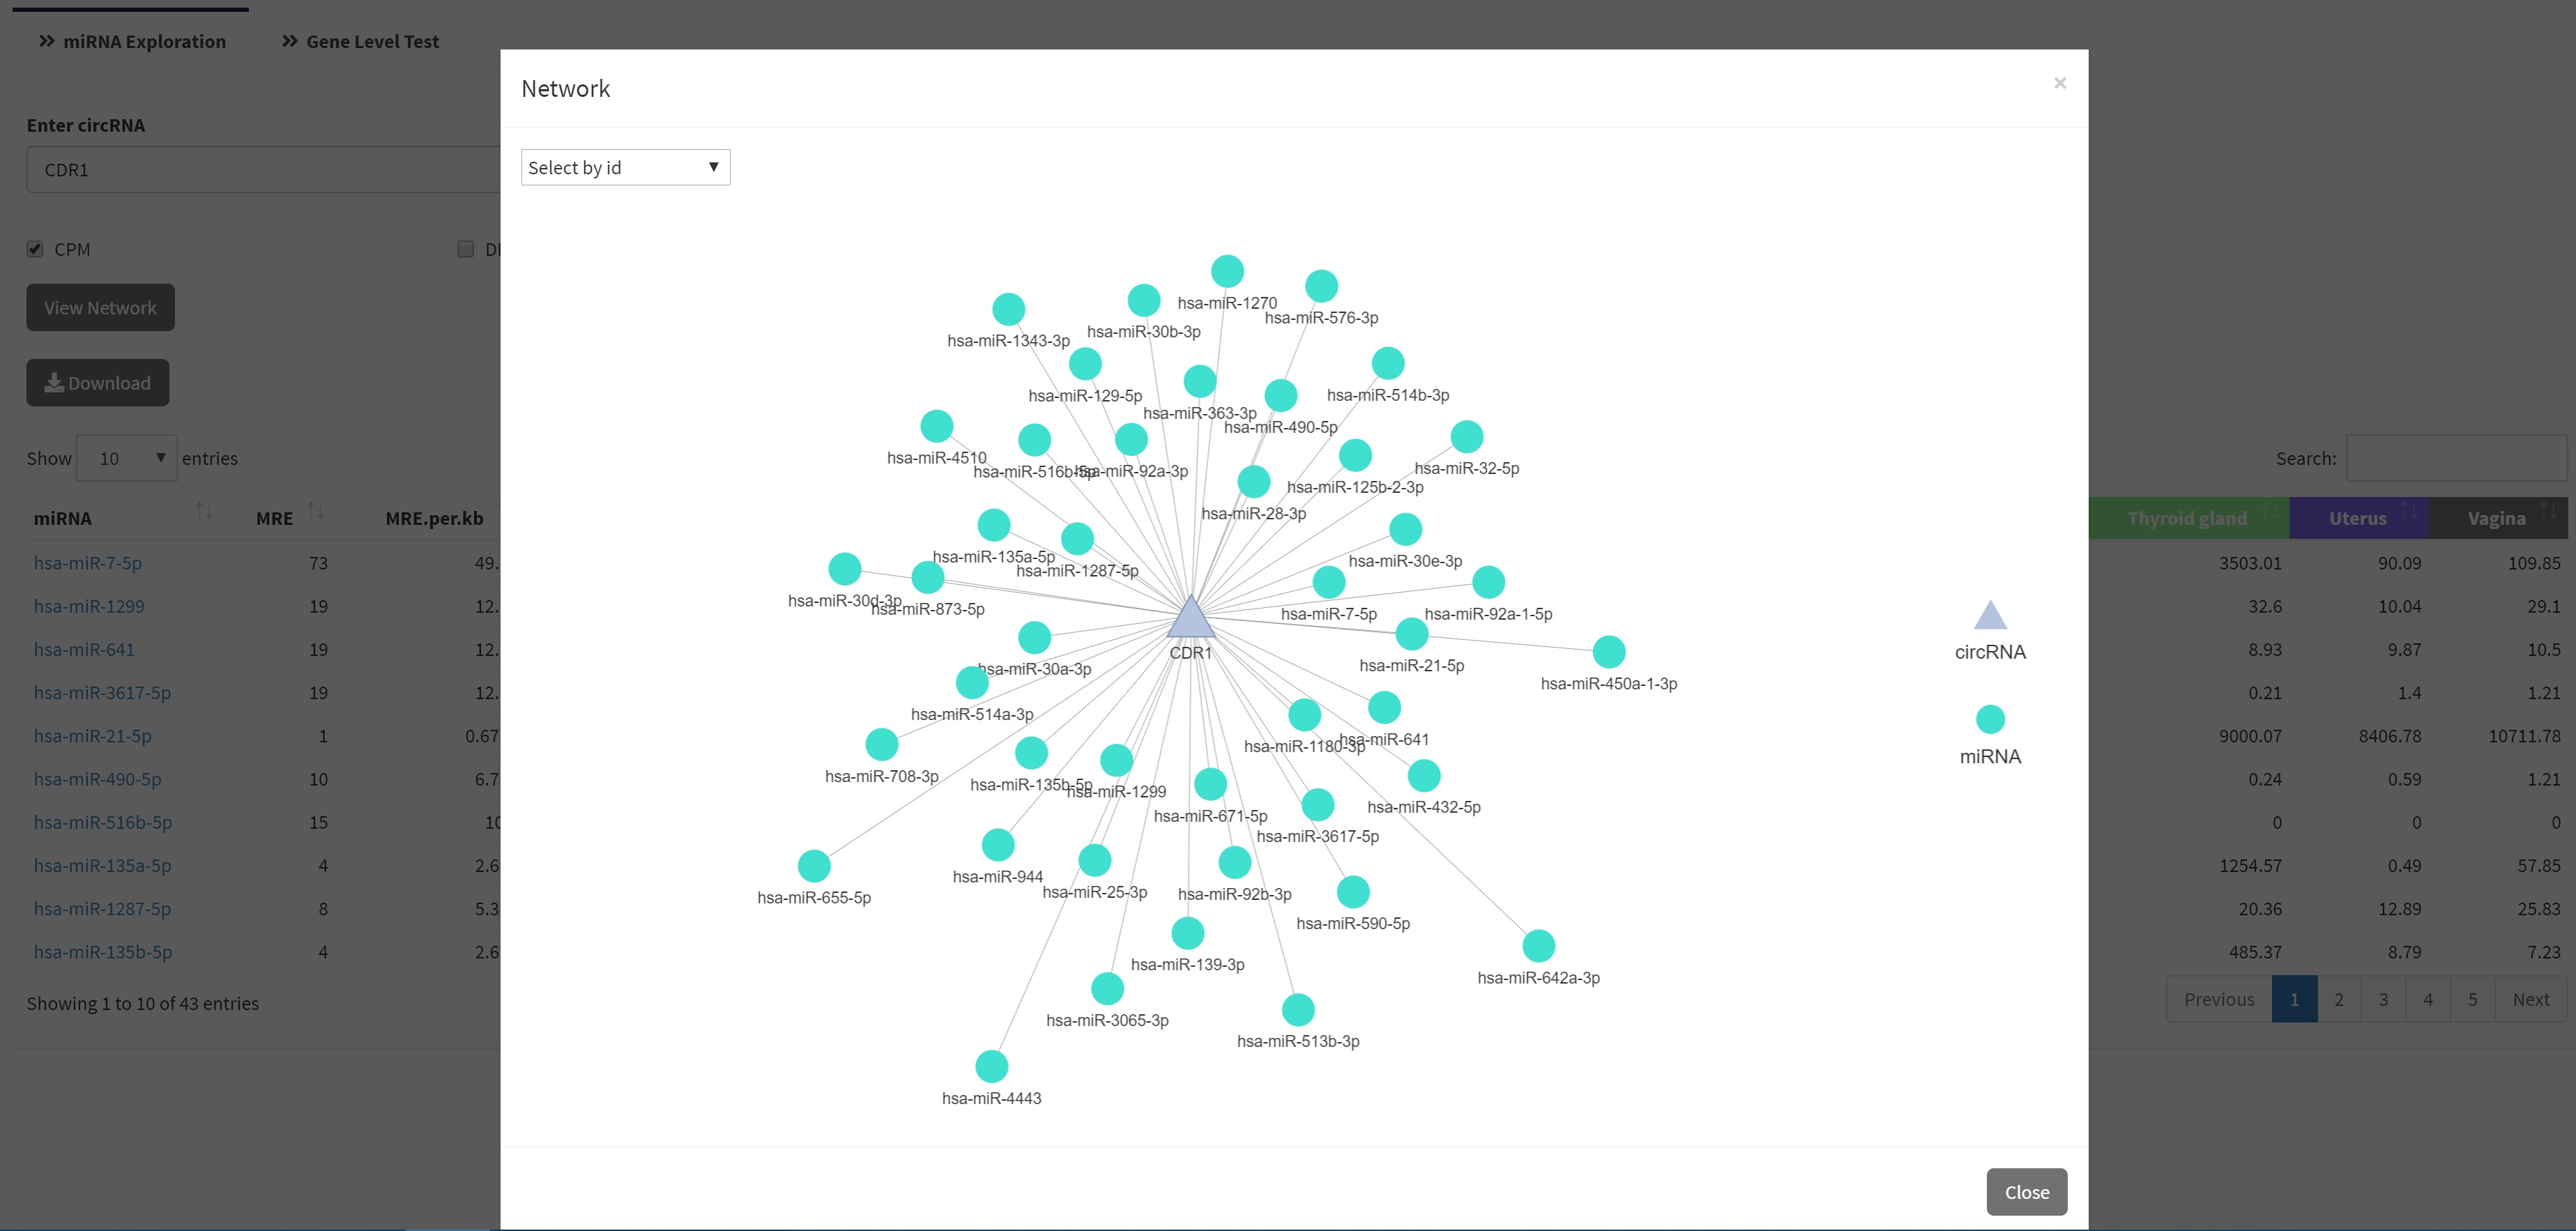 miRNA Exploration
Gene Level Test
Network
×
Enter circRNA
CDR1
Select by id
CPM
View Network
Download
Show 10 entries
Search:
miRNA MRE MRE.per.kb Thyroid gland Uterus Vagina
hsa-miR-7-5p 73 49. 3503.01 90.09 109.85
hsa-miR-1299 19 12. 32.6 10.04 29.1
hsa-miR-641 19 12. 8.93 9.87 10.5
hsa-miR-3617-5p 19 12. 0.21 1.4 1.21
hsa-miR-21-5p 1 0.67 9000.07 8406.78 10711.78
hsa-miR-490-5p 10 6.7 0.24 0.59 1.21
hsa-miR-516b-5p 15 10 0 0 0
hsa-miR-135a-5p 4 2.6 1254.57 0.49 57.85
hsa-miR-1287-5p 8 5.3 20.36 12.89 25.83
hsa-miR-135b-5p 4 2.6 485.37 8.79 7.23
Showing 1 to 10 of 43 entries
Previous 1 2 3 4 5 Next
hsa-miR-1270
hsa-miR-576-3p
hsa-miR-30b-3p
hsa-miR-1343-3p
hsa-miR-129-5p
hsa-miR-514b-3p
hsa-miR-363-3p
hsa-miR-490-5p
hsa-miR-4510
hsa-miR-516b-5p
hsa-miR-92a-3p
hsa-miR-32-5p
hsa-miR-125b-2-3p
hsa-miR-28-3p
hsa-miR-135a-5p
hsa-miR-1287-5p
hsa-miR-30e-3p
hsa-miR-30d-3p
hsa-miR-873-5p
hsa-miR-7-5p
hsa-miR-92a-1-5p
CDR1
hsa-miR-30a-3p
hsa-miR-21-5p
hsa-miR-450a-1-3p
hsa-miR-514a-3p
hsa-miR-1180-3p
hsa-miR-641
hsa-miR-708-3p
hsa-miR-135b-5p
hsa-miR-1299
hsa-miR-432-5p
hsa-miR-671-5p
hsa-miR-3617-5p
hsa-miR-655-5p
hsa-miR-944
hsa-miR-25-3p
hsa-miR-92b-3p
hsa-miR-590-5p
hsa-miR-139-3p
hsa-miR-642a-3p
hsa-miR-3065-3p
hsa-miR-513b-3p
hsa-miR-4443
circRNA
miRNA
Close